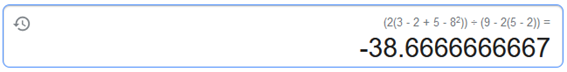 (2(3 - 2 + 5 - 8²)) ÷ (9 - 2(5 - 2)) =
-38.6666666667